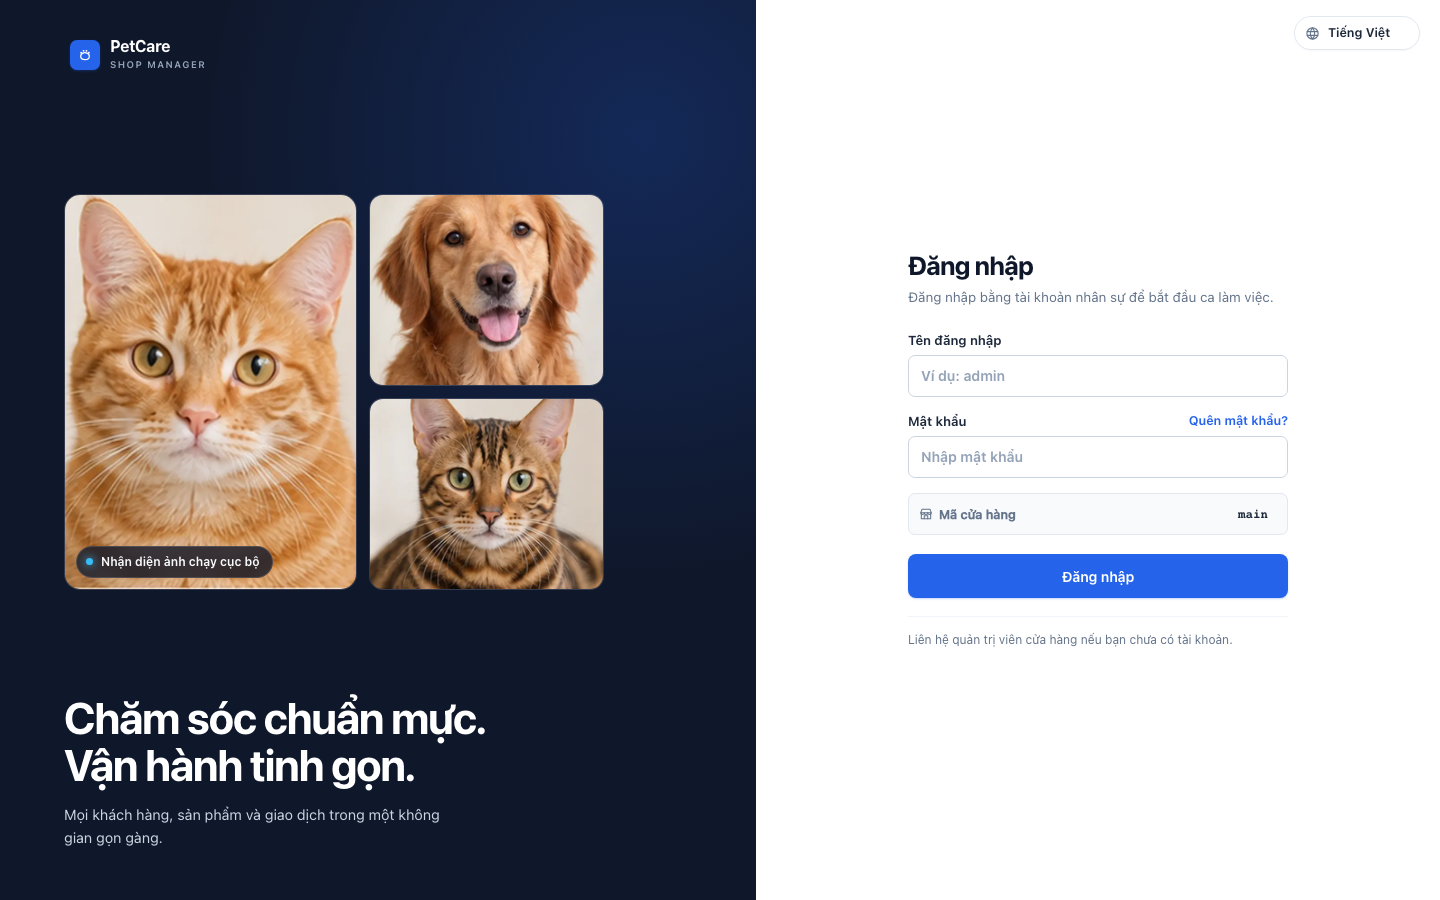 PetCare
SHOP MANAGER
Tiếng Việt
Nhận diện ảnh chạy cục bộ
Chăm sóc chuẩn mực.
Vận hành tinh gọn.
Mọi khách hàng, sản phẩm và giao dịch trong một không
gian gọn gàng.
Đăng nhập
Đăng nhập bằng tài khoản nhân sự để bắt đầu ca làm việc.
Tên đăng nhập
Ví dụ: admin
Mật khẩu
Quên mật khẩu?
Nhập mật khẩu
Mã cửa hàng
main
Đăng nhập
Liên hệ quản trị viên cửa hàng nếu bạn chưa có tài khoản.